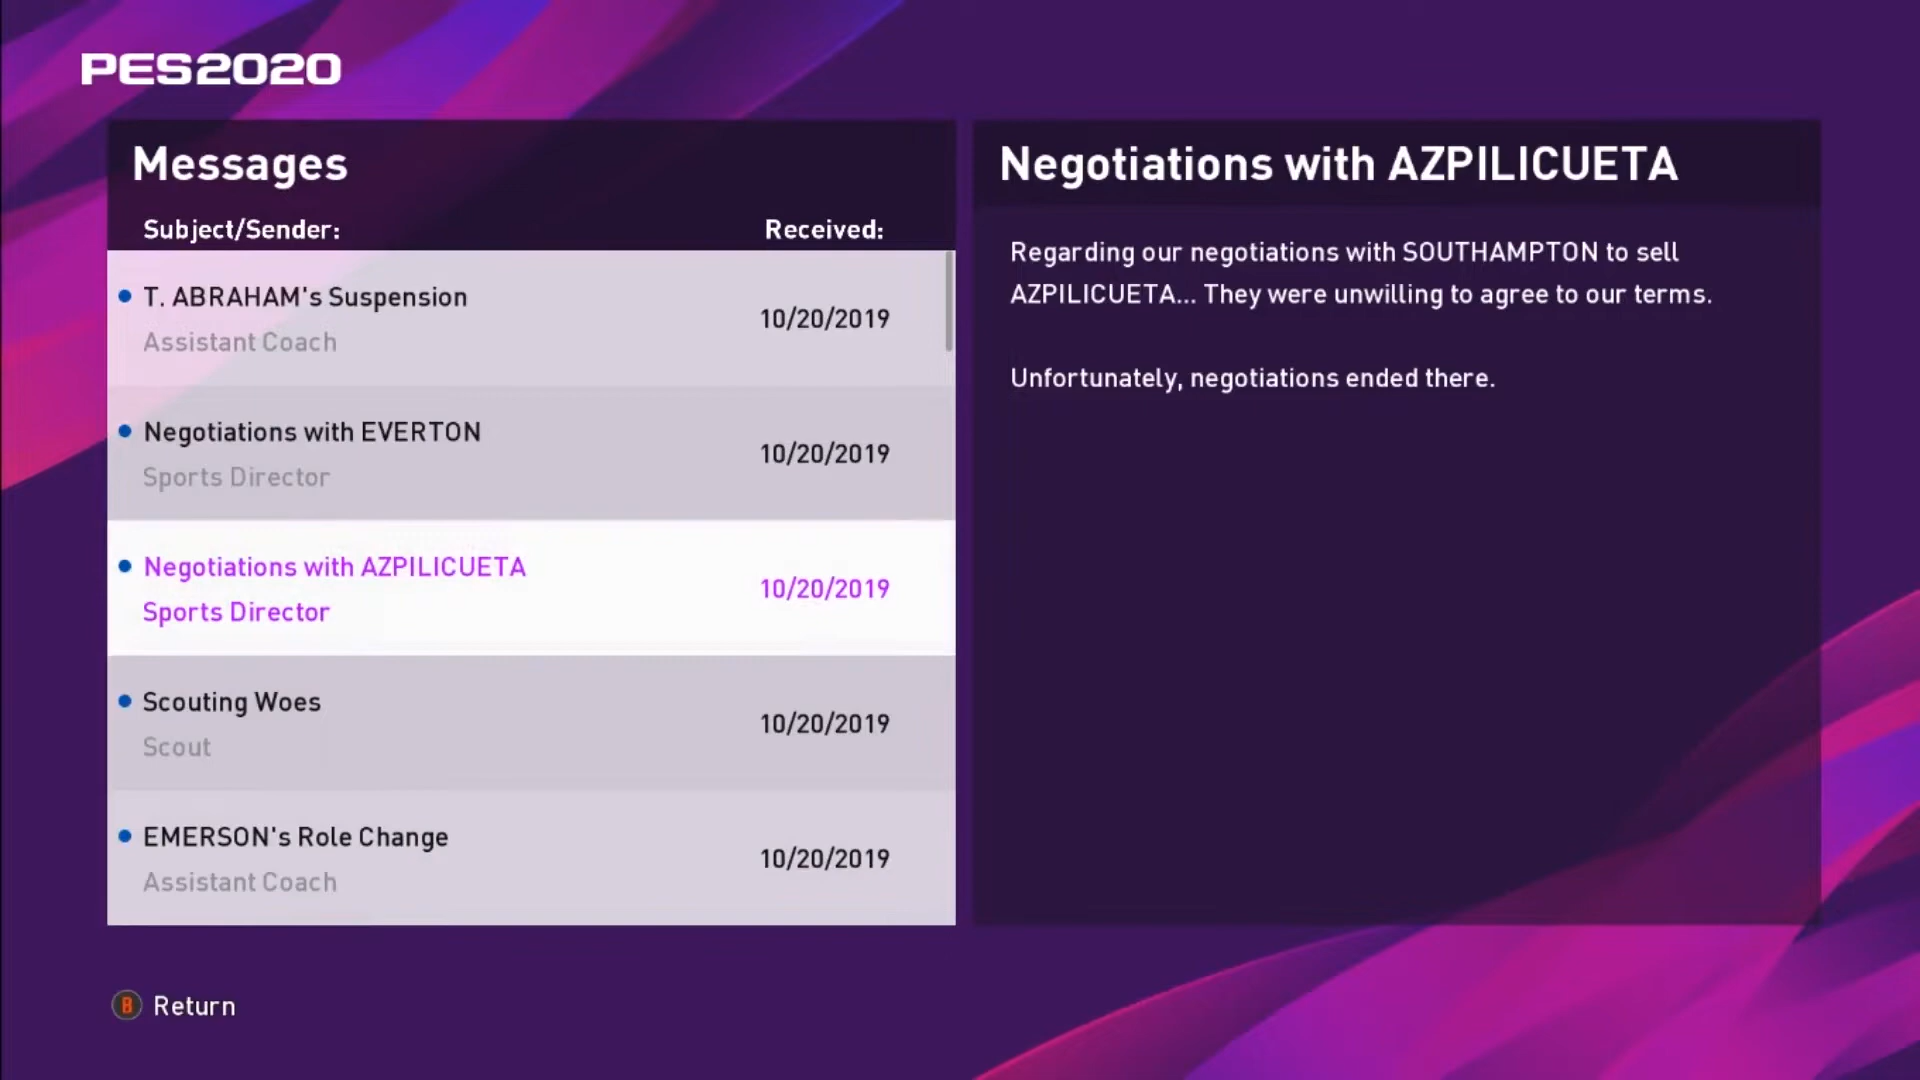 PES2020
Messages
Subject/Sender: Received:
T. ABRAHAM's Suspension
Assistant Coach
10/20/2019
Negotiations with EVERTON
Sports Director
10/20/2019
Negotiations with AZPILICUETA
Sports Director
10/20/2019
Scouting Woes
Scout
10/20/2019
EMERSON's Role Change
Assistant Coach
10/20/2019
Negotiations with AZPILICUETA
Regarding our negotiations with SOUTHAMPTON to sell
AZPILICUETA... They were unwilling to agree to our terms.
Unfortunately, negotiations ended there.
B Return